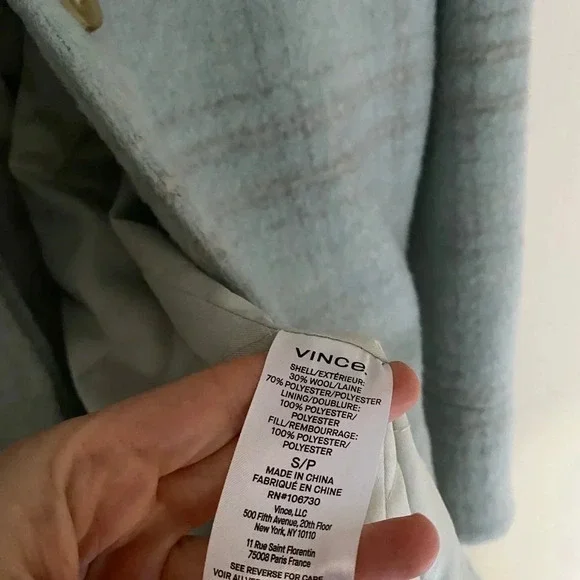 VINCE.
SHELL/EXTÉRIEUR:
30% WOOL/LAINE
70% POLYESTER/POLYESTER
LINING/DOUBLURE:
100% POLYESTER/
POLYESTER
FILL/REMBOURRAGE:
100% POLYESTER/
POLYESTER
S/P
MADE IN CHINA
FABRIQUÉ EN CHINE
RN#106730
Vince, LLC
500 Fifth Avenue, 20th Floor
New York, NY 10110
11 Rue Saint Florentin
75008 Paris France
SEE REVERSE FOR CARE
VOIR AU